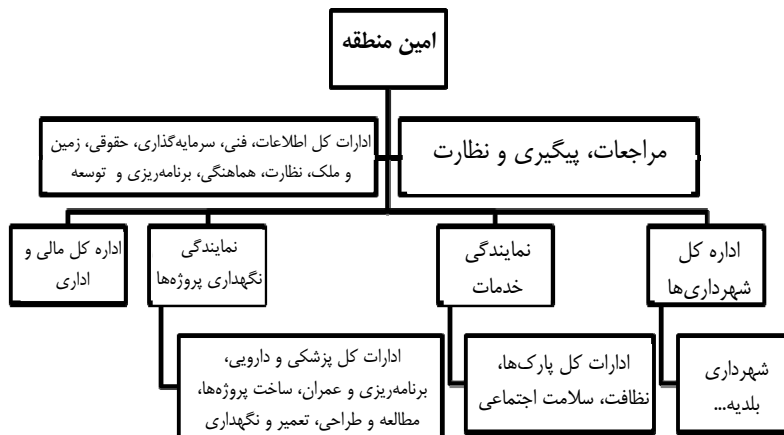 امین منطقه
مراجعات، پیگیری و نظارت
ادارات کل اطلاعات، فنی، سرمایه‌گذاری، حقوقی، زمین
و ملک، نظارت، هماهنگی، برنامه‌ریزی و توسعه
اداره کل
شهرداری‌ها
نمایندگی
خدمات
نمایندگی
نگهداری پروژه‌ها
اداره کل مالی و
اداری
شهرداری
بلدیه...
ادارات کل پارک‌ها،
نظافت، سلامت اجتماعی
ادارات کل پزشکی و دارویی،
برنامه‌ریزی و عمران، ساخت پروژه‌ها،
مطالعه و طراحی، تعمیر و نگهداری